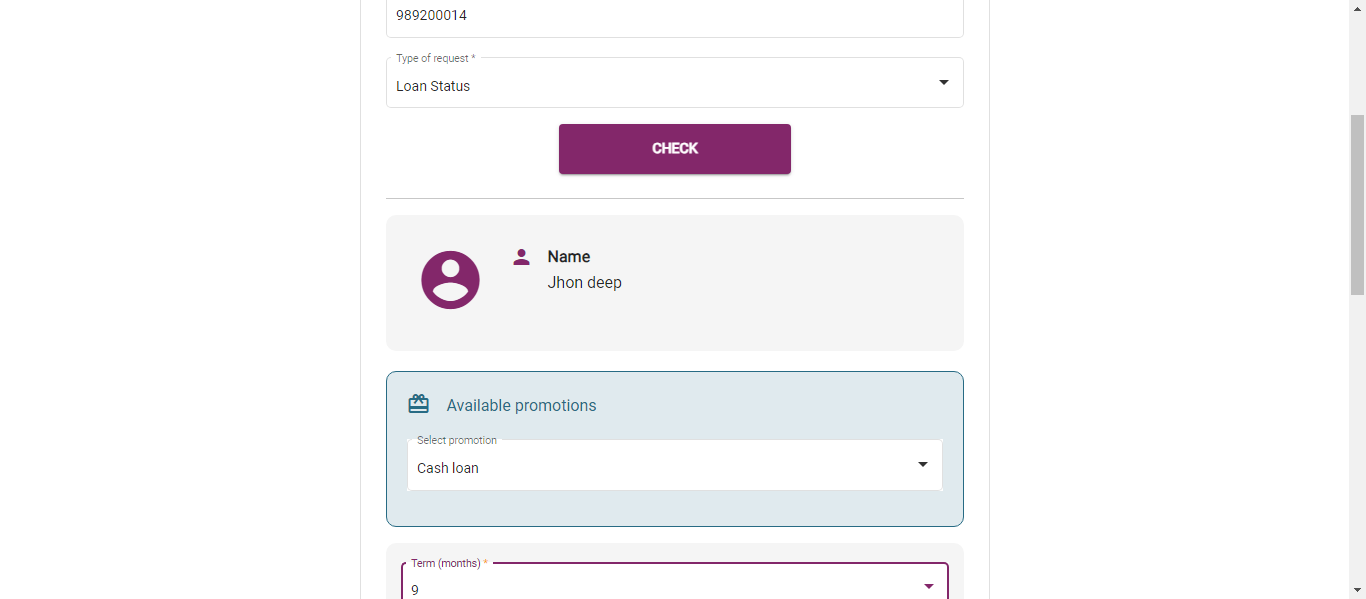 989200014
Type of request *
Loan Status
CHECK
Name
Jhon deep
Available promotions
Select promotion
Cash loan
Term (months) *
9